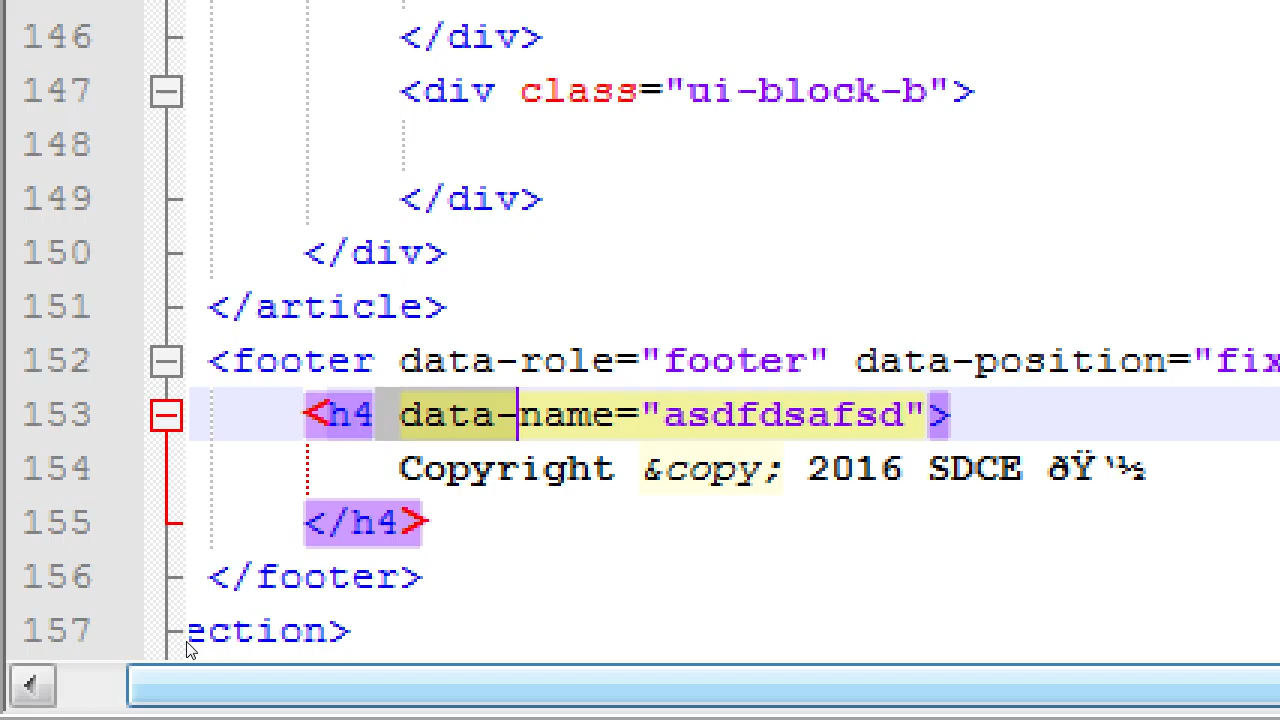 146 </div>
147 <div class="ui-block-b">
148
149 </div>
150 </div>
151 </article>
152 <footer data-role="footer" data-position="fix
153 <h4 data-name="asdfdsafsd">
154 Copyright &copy; 2016 SDCE ðŸ‘½
155 </h4>
156 </footer>
157 ection>